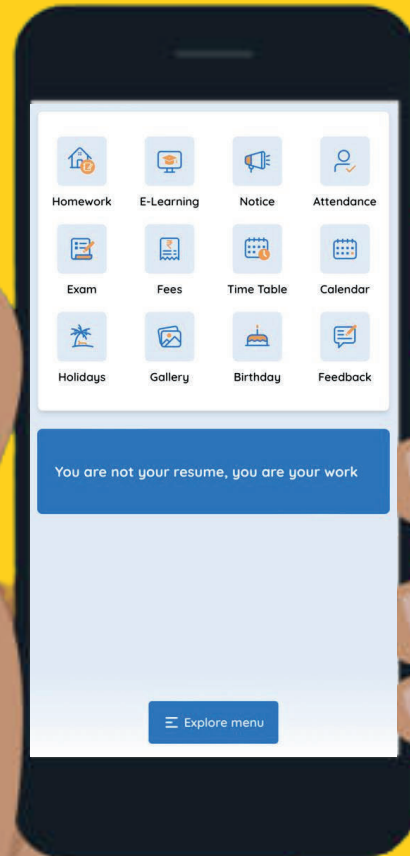 Homework E-Learning Notice Attendance
Exam Fees Time Table Calendar
Holidays Gallery Birthday Feedback
You are not your resume, you are your work
Explore menu